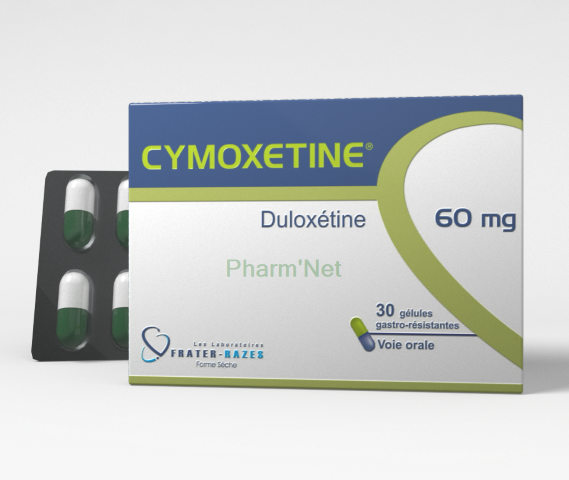 CYMOXETINE®
Duloxétine
60 mg
Pharm'Net
30 gélules
gastro-résistantes
Voie orale
Les Laboratoires
FRATER-RAZES
Forme Sèche